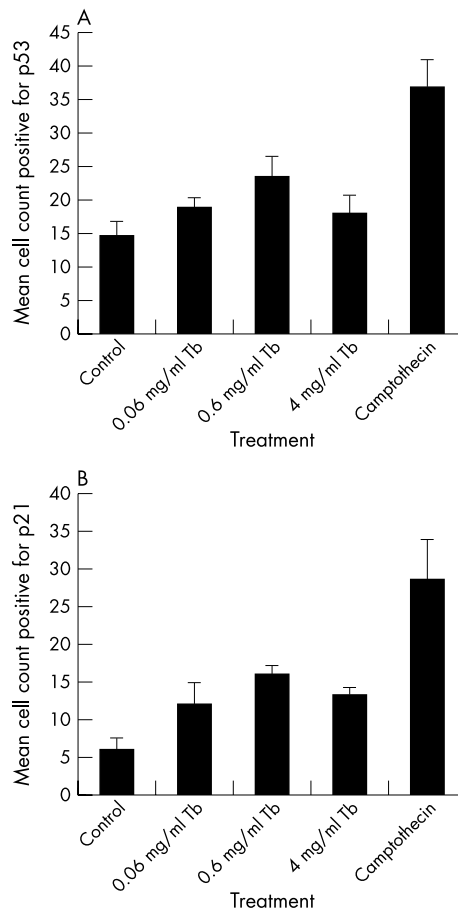 A
Mean cell count positive for p53
45
40
35
30
25
20
15
10
5
0
Control
0.06 mg/ml Tb
0.6 mg/ml Tb
4 mg/ml Tb
Camptothecin
Treatment
B
Mean cell count positive for p21
40
35
30
25
20
15
10
5
0
Control
0.06 mg/ml Tb
0.6 mg/ml Tb
4 mg/ml Tb
Camptothecin
Treatment